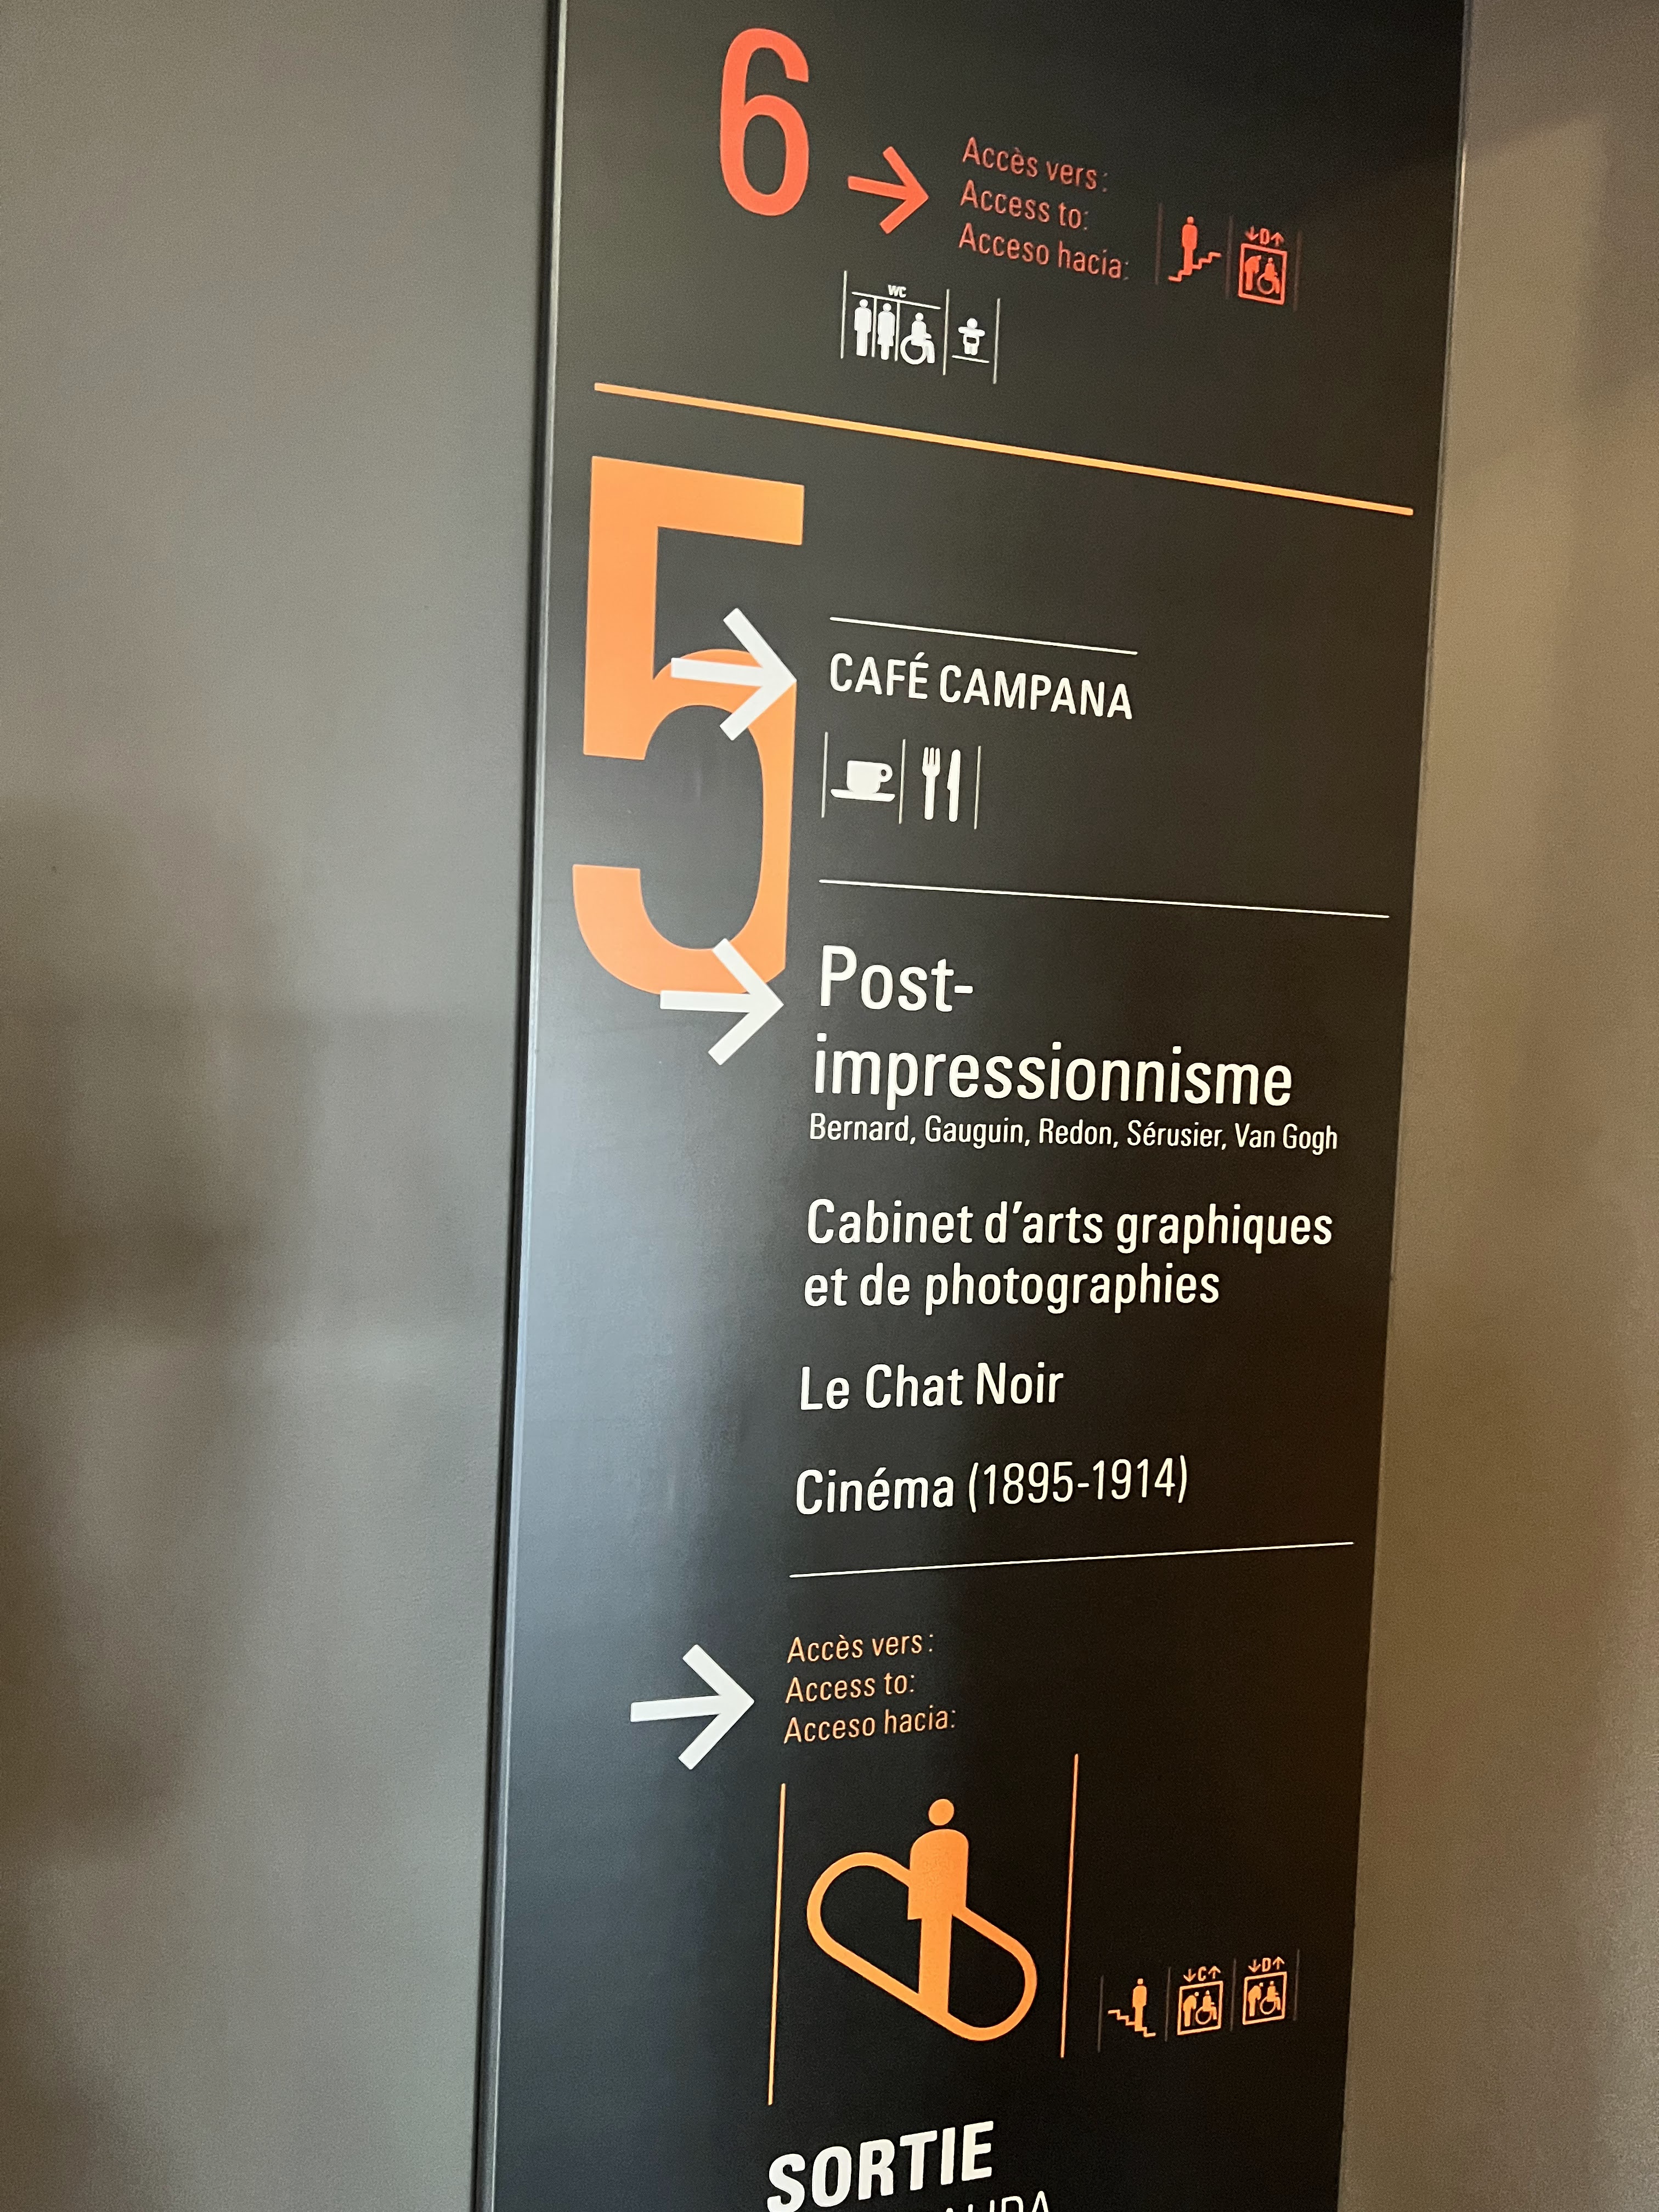 6
Accès vers :
Access to:
Acceso hacia:
↓D↑
WC
5
CAFÉ CAMPANA
Post-
impressionnisme
Bernard, Gauguin, Redon, Sérusier, Van Gogh
Cabinet d'arts graphiques
et de photographies
Le Chat Noir
Cinéma (1895-1914)
Accès vers :
Access to:
Acceso hacia:
↓C↑ ↓D↑
SORTIE